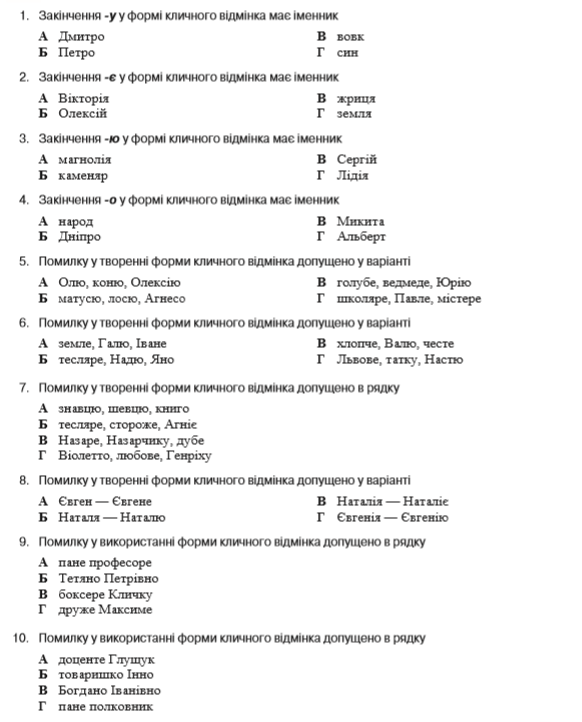 1. Закінчення -у у формі кличного відмінка має іменник
А Дмитро В вовк
Б Петро Г син
2. Закінчення -є у формі кличного відмінка має іменник
А Вікторія В жриця
Б Олексій Г земля
3. Закінчення -ю у формі кличного відмінка має іменник
А магнолія В Сергій
Б каменяр Г Лідія
4. Закінчення -о у формі кличного відмінка має іменник
А народ В Микита
Б Дніпро Г Альберт
5. Помилку у творенні форми кличного відмінка допущено у варіанті
А Олю, коню, Олексію В голубе, ведмеде, Юрію
Б матусю, лосю, Агнесо Г школяре, Павле, містере
6. Помилку у творенні форми кличного відмінка допущено у варіанті
А земле, Галю, Іване В хлопче, Валю, честе
Б тесляре, Надю, Яно Г Львове, татку, Настю
7. Помилку у творенні форми кличного відмінка допущено в рядку
А знавцю, шевцю, книго
Б тесляре, стороже, Агніє
В Назаре, Назарчику, дубе
Г Віолетто, любове, Генріху
8. Помилку у творенні форми кличного відмінка допущено у варіанті
А Євген — Євгене В Наталія — Наталіє
Б Наталя — Наталю Г Євгенія — Євгенію
9. Помилку у використанні форми кличного відмінка допущено в рядку
А пане професоре
Б Тетяно Петрівно
В боксере Кличку
Г друже Максиме
10. Помилку у використанні форми кличного відмінка допущено в рядку
А доценте Глущук
Б товаришко Інно
В Богдано Іванівно
Г пане полковник